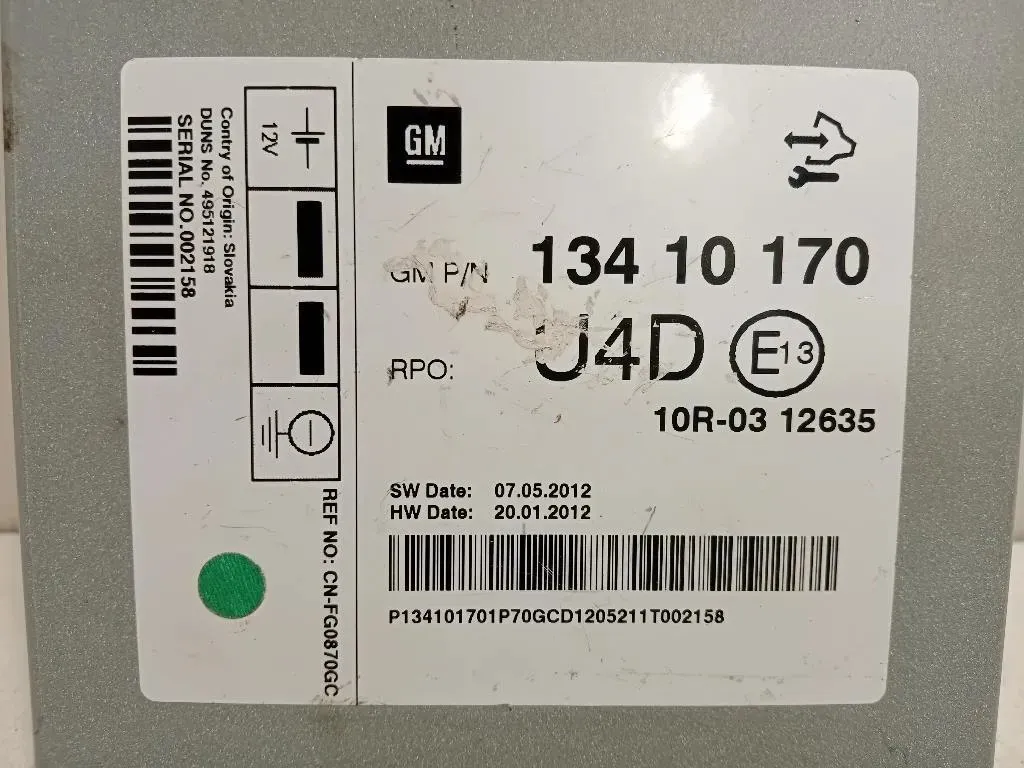 GM
GM P/N 134 10 170
RPO: U4D E13
10R-03 12635
SW Date: 07.05.2012
HW Date: 20.01.2012
P134101701P70GCD1205211T002158
12V
Contry of Origin: Slovakia
DUNS No. 495121918
SERIAL NO.002158
REF NO: CN-FG0870GC